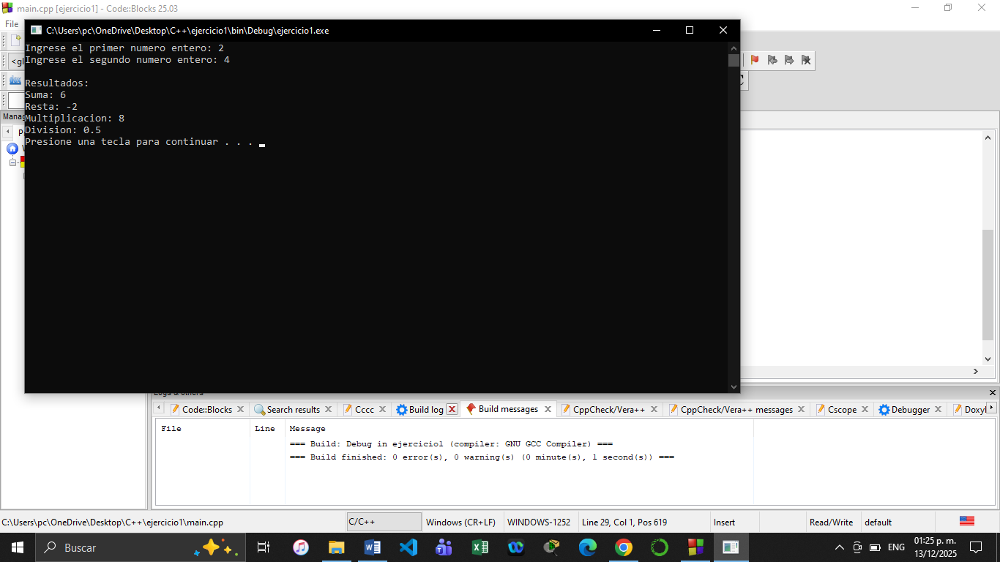 main.cpp [ejercicio1] - Code::Blocks 25.03
File
C:\Users\pc\OneDrive\Desktop\C++\ejercicio1\bin\Debug\ejercicio1.exe
Ingrese el primer numero entero: 2
Ingrese el segundo numero entero: 4
Resultados:
Suma: 6
Resta: -2
Multiplicacion: 8
Division: 0.5
Presione una tecla para continuar . . .
Code::Blocks Search results Cccc Build log Build messages CppCheck/Vera++ CppCheck/Vera++ messages Cscope Debugger
File Line Message
=== Build: Debug in ejercicio1 (compiler: GNU GCC Compiler) ===
=== Build finished: 0 error(s), 0 warning(s) (0 minute(s), 1 second(s)) ===
C:\Users\pc\OneDrive\Desktop\C++\ejercicio1\main.cpp C/C++ Windows (CR+LF) WINDOWS-1252 Line 29, Col 1, Pos 619 Insert Read/Write default
Buscar ENG 01:25 p. m.
13/12/2025